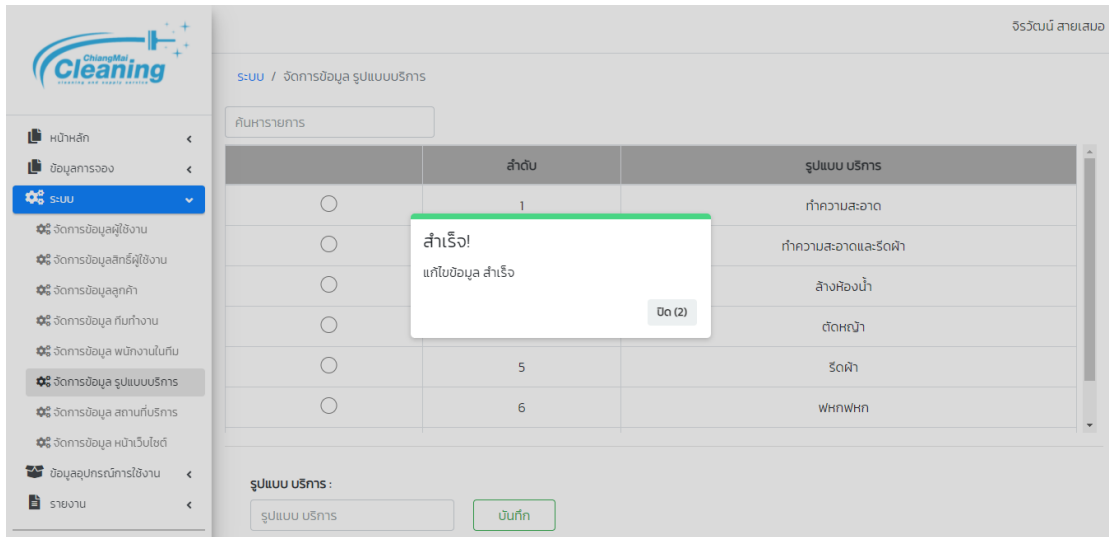 จิรวัฒน์ สายเสมอ
ChiangMai
Cleaning
cleaning and supply service
ระบบ / จัดการข้อมูล รูปแบบบริการ
ค้นหารายการ
หน้าหลัก
ข้อมูลการจอง
ระบบ
จัดการข้อมูลผู้ใช้งาน
จัดการข้อมูลสิทธิ์ผู้ใช้งาน
จัดการข้อมูลลูกค้า
จัดการข้อมูล ทีมทำงาน
จัดการข้อมูล พนักงานในทีม
จัดการข้อมูล รูปแบบบริการ
จัดการข้อมูล สถานที่บริการ
จัดการข้อมูล หน้าเว็บไซต์
ข้อมูลอุปกรณ์การใช้งาน
รายงาน
ลำดับ รูปแบบ บริการ
1 ทำความสะอาด
ทำความสะอาดและรีดผ้า
ล้างห้องน้ำ
ตัดหญ้า
5 รีดผ้า
6 ฟหกฟหก
สำเร็จ!
แก้ไขข้อมูล สำเร็จ
ปิด (2)
รูปแบบ บริการ :
รูปแบบ บริการ
บันทึก